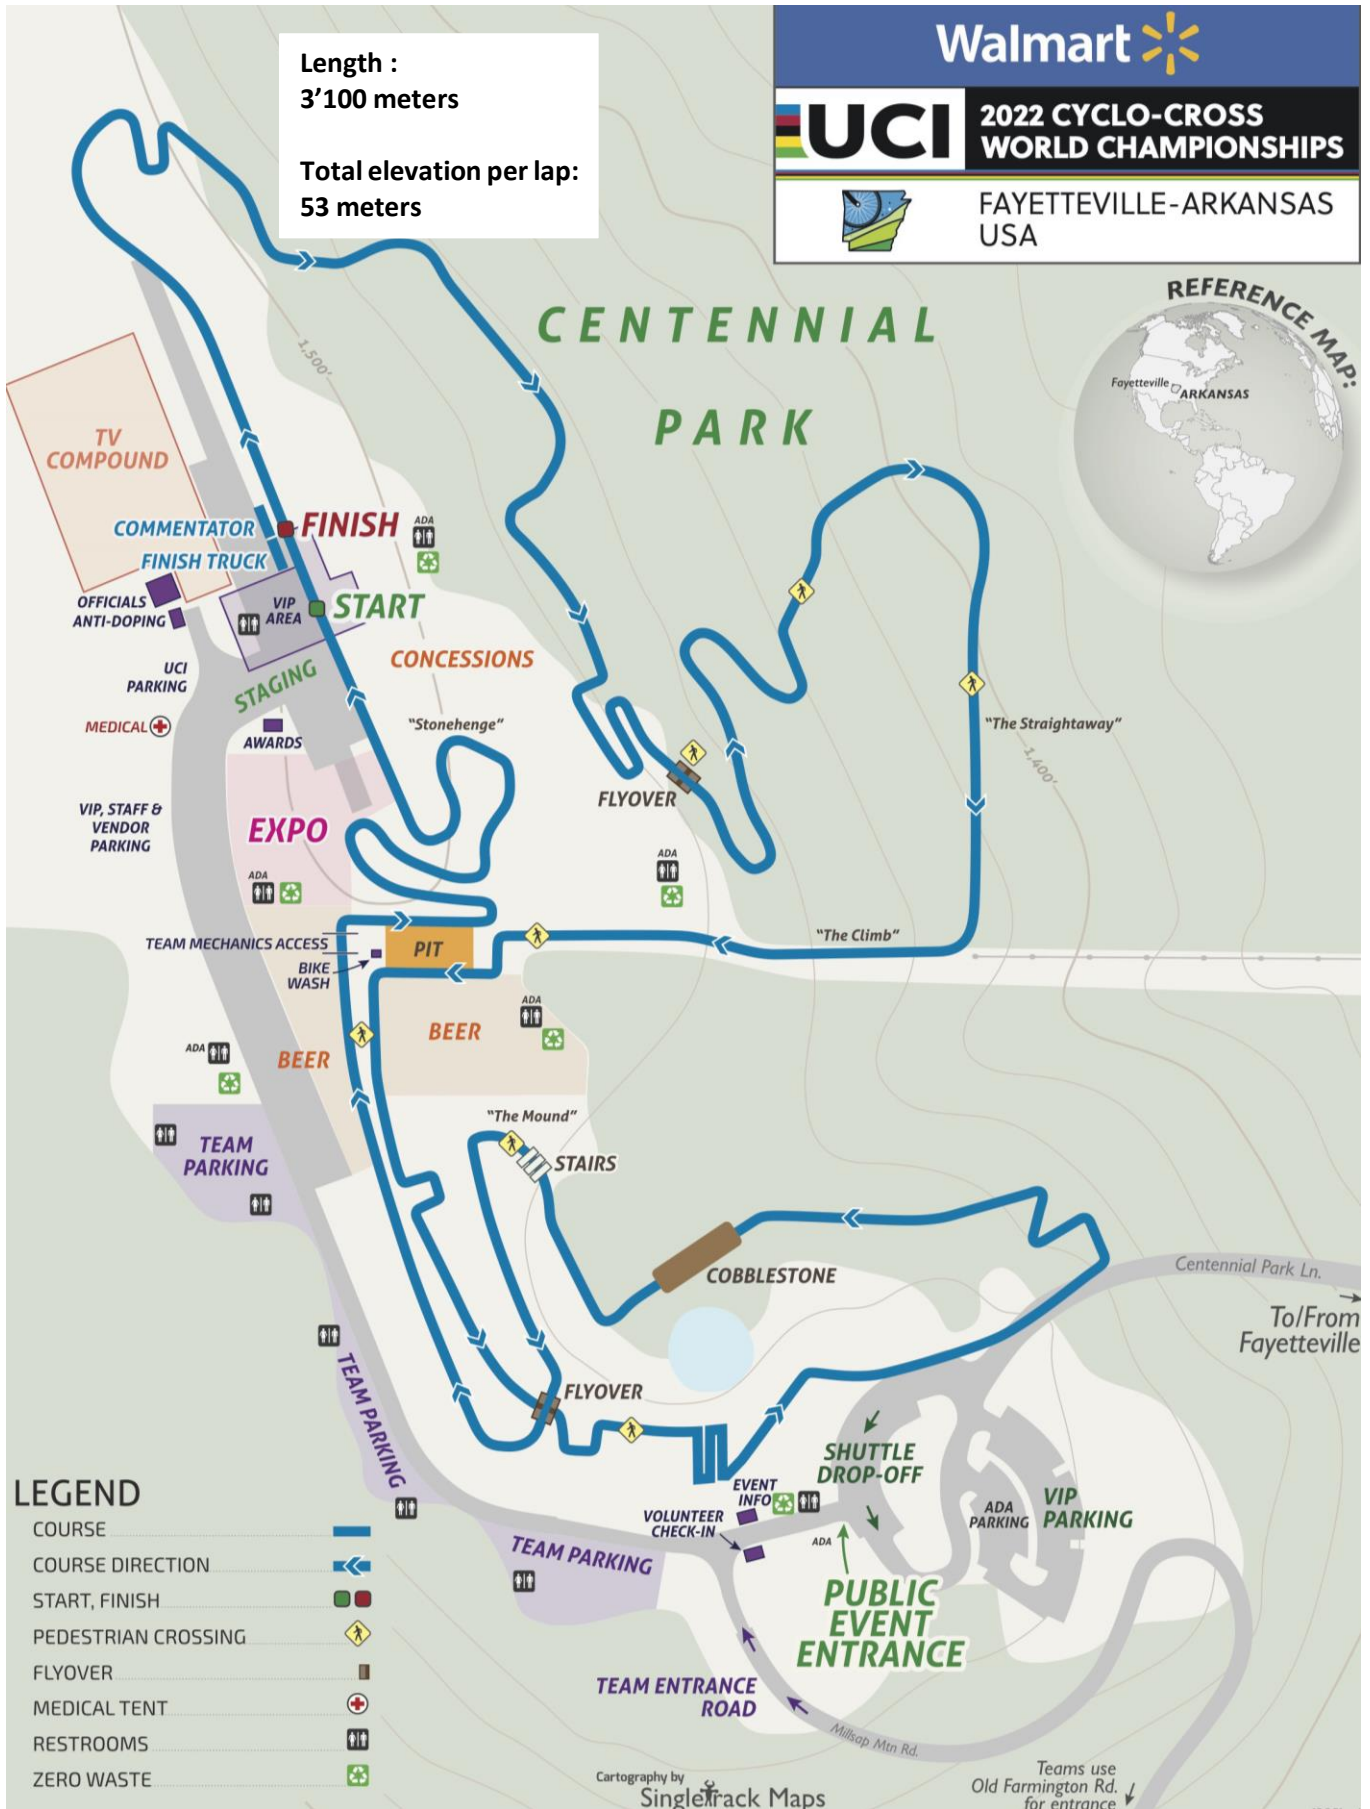 Length :
3'100 meters
Total elevation per lap:
53 meters
Walmart
UCI
2022 CYCLO-CROSS
WORLD CHAMPIONSHIPS
FAYETTEVILLE-ARKANSAS
USA
REFERENCE MAP:
Fayetteville
ARKANSAS
CENTENNIAL
PARK
1,500'
TV
COMPOUND
COMMENTATOR
FINISH
ADA
FINISH TRUCK
OFFICIALS
ANTI-DOPING
VIP
AREA
START
CONCESSIONS
UCI
PARKING
STAGING
MEDICAL
AWARDS
"Stonehenge"
"The Straightaway"
1,400'
FLYOVER
VIP, STAFF &
VENDOR
PARKING
EXPO
ADA
ADA
TEAM MECHANICS ACCESS
PIT
"The Climb"
BIKE
WASH
ADA
BEER
BEER
ADA
"The Mound"
STAIRS
TEAM
PARKING
COBBLESTONE
Centennial Park Ln.
To/From
Fayetteville
TEAM PARKING
FLYOVER
SHUTTLE
DROP-OFF
EVENT
INFO
VOLUNTEER
CHECK-IN
ADA
PARKING
VIP
PARKING
ADA
TEAM PARKING
PUBLIC
EVENT
ENTRANCE
TEAM ENTRANCE
ROAD
Millsap Mtn Rd.
LEGEND
COURSE
COURSE DIRECTION
START, FINISH
PEDESTRIAN CROSSING
FLYOVER
MEDICAL TENT
RESTROOMS
ZERO WASTE
Cartography by
Singletrack Maps
Teams use
Old Farmington Rd.
for entrance